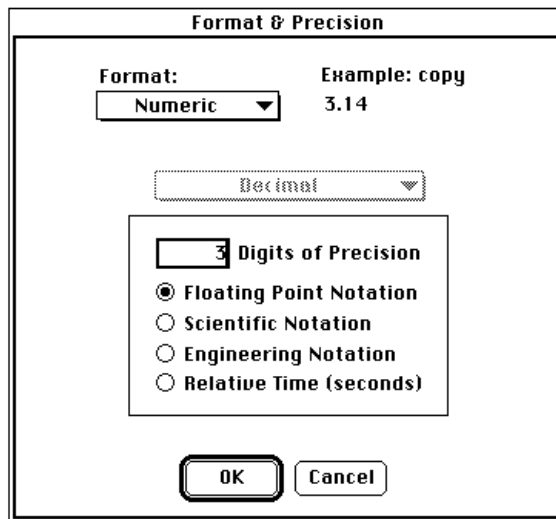 Format & Precision
Format:
Example: copy
Numeric
3.14
Decimal
3 Digits of Precision
Floating Point Notation
Scientific Notation
Engineering Notation
Relative Time (seconds)
OK
Cancel